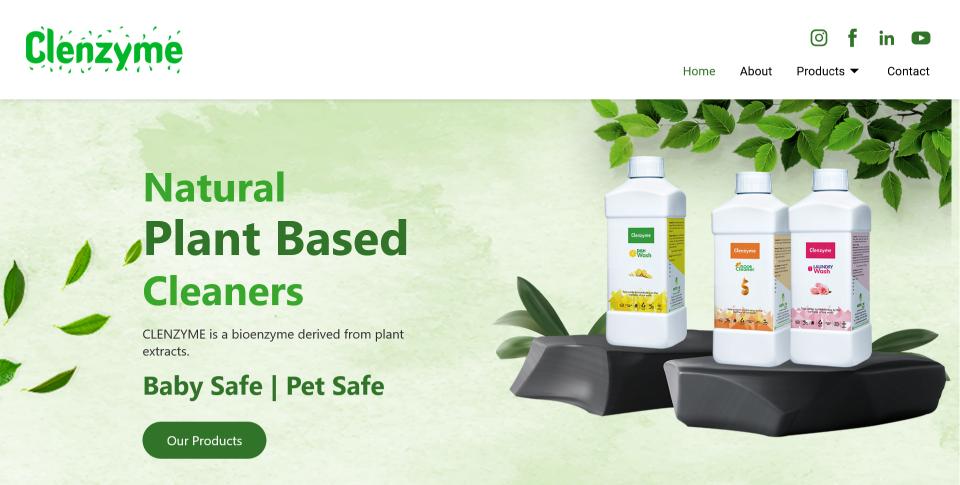 Clenzyme
Home About Products Contact
Natural
Plant Based
Cleaners
CLENZYME is a bioenzyme derived from plant
extracts.
Baby Safe | Pet Safe
Our Products
Clenzyme
DISH
Wash
Clenzyme
FLOOR
Cleaner
Clenzyme
LAUNDRY
Wash